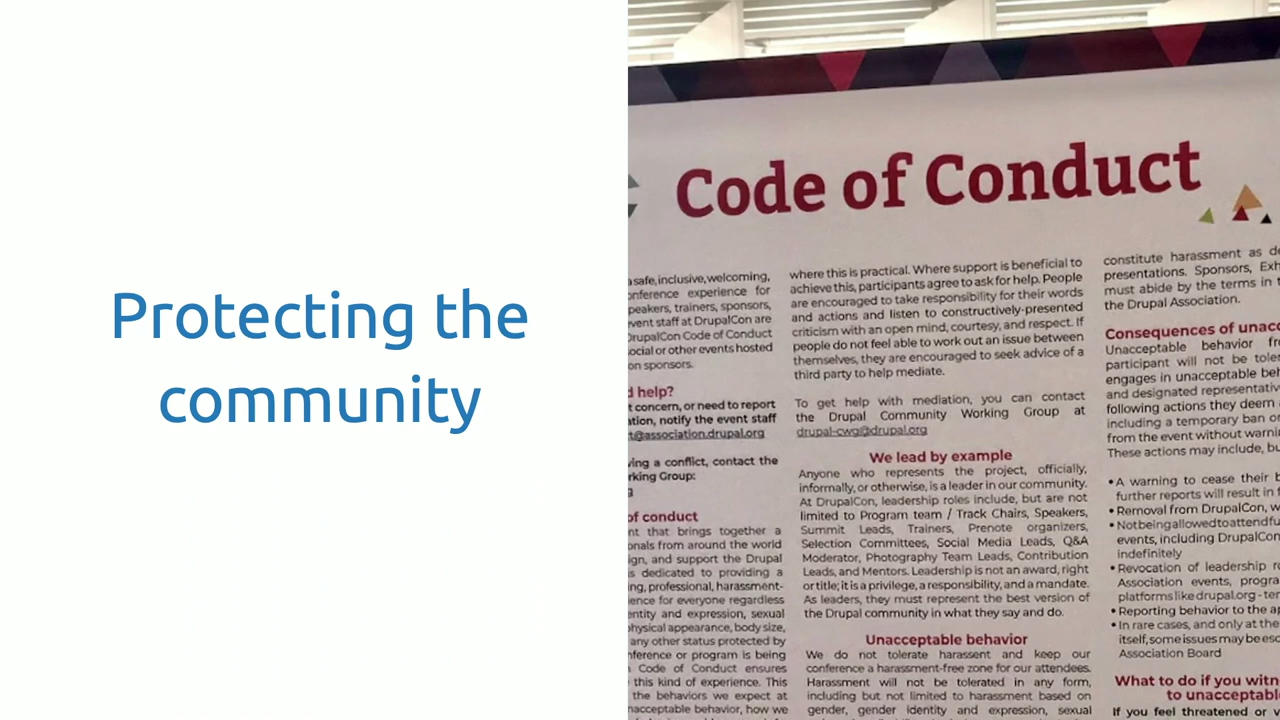 Protecting the
community
Code of Conduct
a safe, inclusive, welcoming,
onference experience for
peakers, trainers, sponsors,
vent staff at DrupalCon are
DrupalCon Code of Conduct
ocial or other events hosted
on sponsors.
d help?
t concern, or need to report
ation, notify the event staff
t@association.drupal.org
ving a conflict, contact the
rking Group:
g
of conduct
nt that brings together a
onals from around the world
ign, and support the Drupal
s dedicated to providing a
ng, professional, harassment-
ience for everyone regardless
entity and expression, sexual
physical appearance, body size,
any other status protected by
nference or program is being
Code of Conduct ensures
this kind of experience. This
the behaviors we expect at
nacceptable behavior, how we
where this is practical. Where support is beneficial to
achieve this, participants agree to ask for help. People
are encouraged to take responsibility for their words
and actions and listen to constructively-presented
criticism with an open mind, courtesy, and respect. If
people do not feel able to work out an issue between
themselves, they are encouraged to seek advice of a
third party to help mediate.
To get help with mediation, you can contact
the Drupal Community Working Group at
drupal-cwg@drupal.org
We lead by example
Anyone who represents the project, officially,
informally, or otherwise, is a leader in our community.
At DrupalCon, leadership roles include, but are not
limited to Program team / Track Chairs, Speakers,
Summit Leads, Trainers, Prenote organizers,
Selection Committees, Social Media Leads, Q&A
Moderator, Photography Team Leads, Contribution
Leads, and Mentors. Leadership is not an award, right
or title; it is a privilege, a responsibility, and a mandate.
As leaders, they must represent the best version of
the Drupal community in what they say and do.
Unacceptable behavior
We do not tolerate harassent and keep our
conference a harassment-free zone for our attendees.
Harassment will not be tolerated in any form,
including but not limited to harassment based on
gender, gender identity and expression, sexual
constitute harassment as de
presentations. Sponsors, Exh
must abide by the terms in t
the Drupal Association.
Consequences of unacc
Unacceptable behavior fr
participant will not be toler
engages in unacceptable beh
and designated representativ
following actions they deem a
including a temporary ban or
from the event without warnin
These actions may include, bu
•A warning to cease their b
further reports will result in f
•Removal from DrupalCon, w
•Notbeingallowedtoattendfu
events, including DrupalCon
indefinitely
•Revocation of leadership ro
Association events, progra
platforms like drupal.org - ter
•Reporting behavior to the ap
•In rare cases, and only at the
itself, some issues may be esc
Association Board
What to do if you witn
to unacceptable
If you feel threatened or v